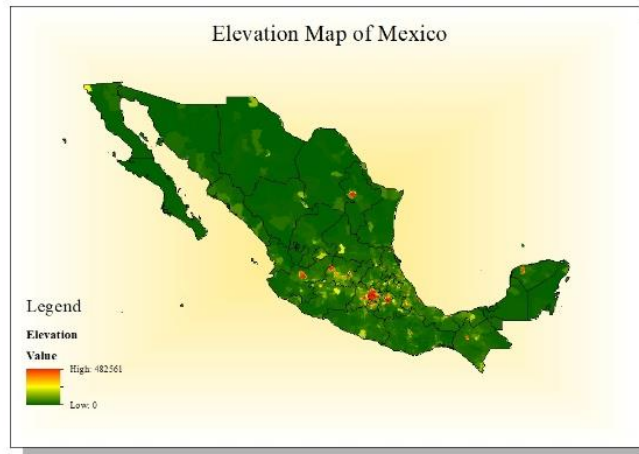 Elevation Map of Mexico
Legend
Elevation
Value
High: 482561
Low: 0